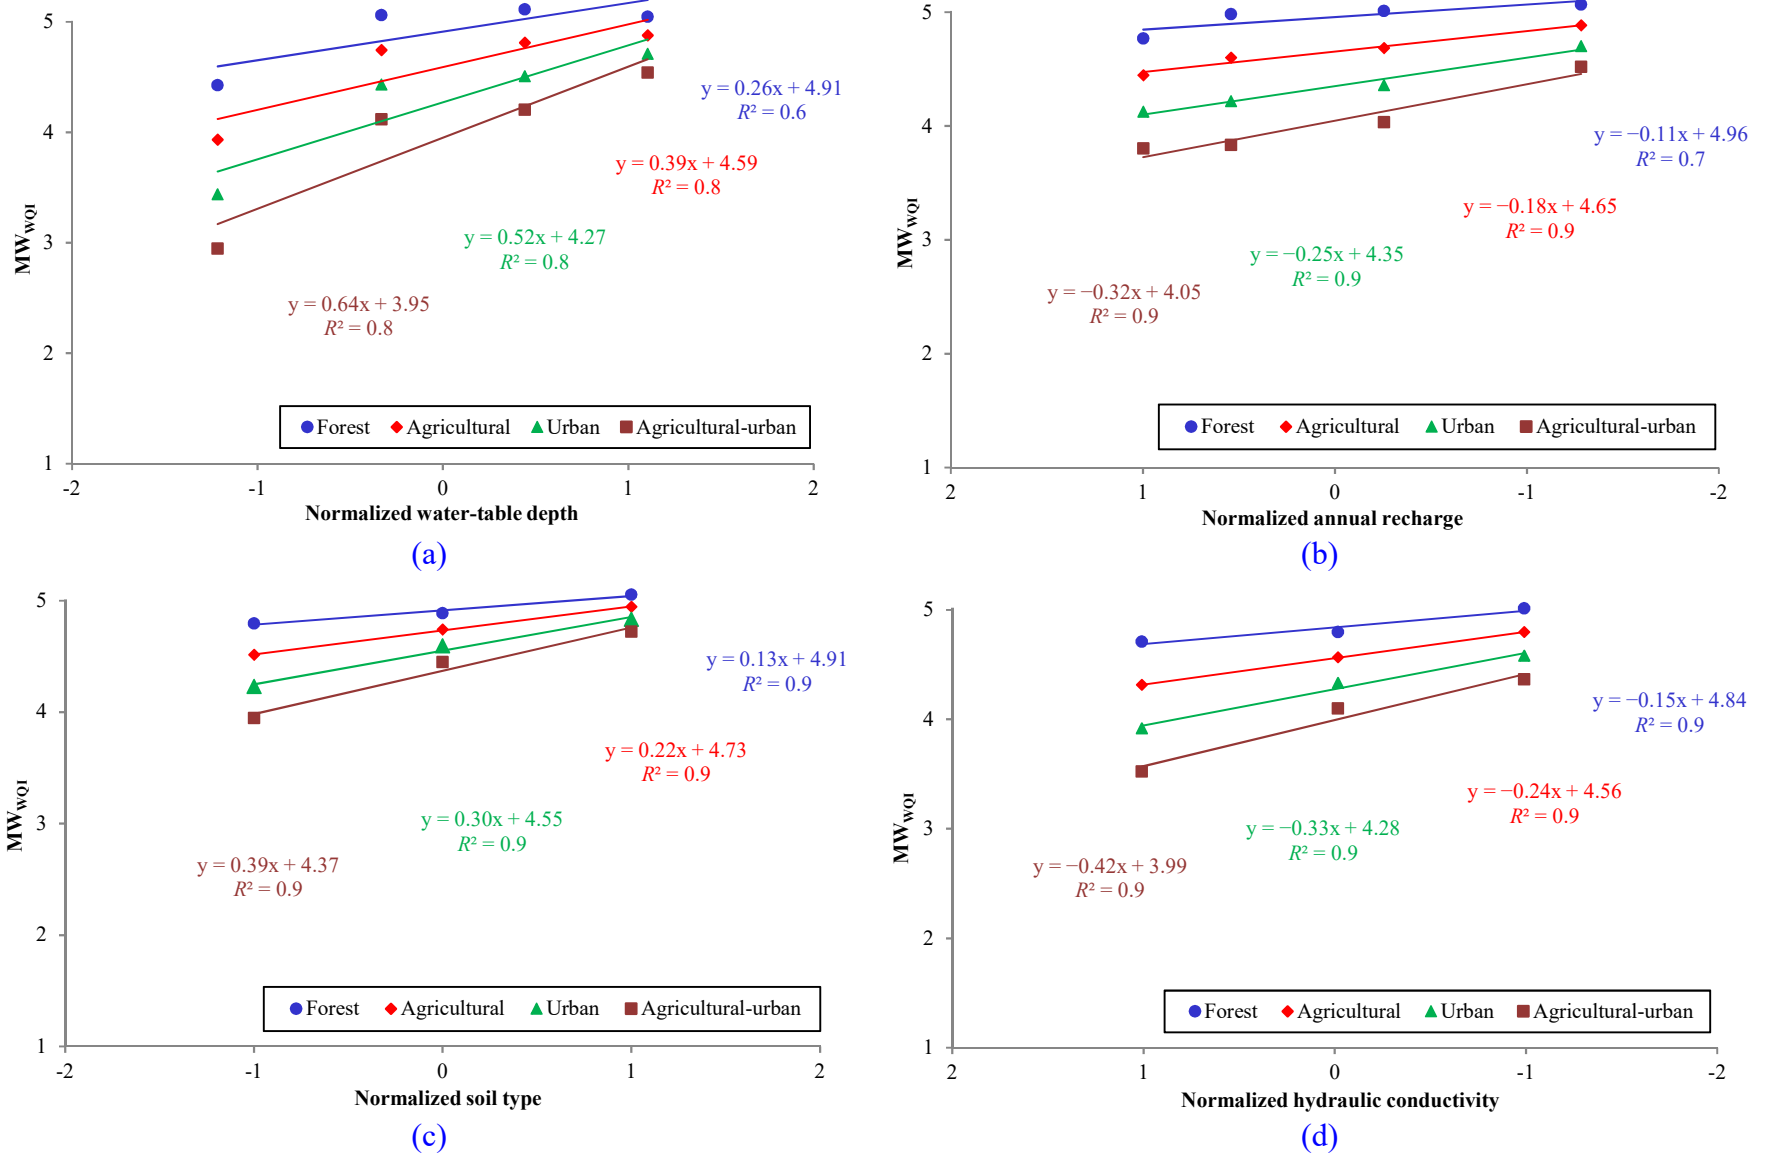 5
4
3
2
1
MW_WQI
y = 0.26x + 4.91
R² = 0.6
y = 0.39x + 4.59
R² = 0.8
y = 0.52x + 4.27
R² = 0.8
y = 0.64x + 3.95
R² = 0.8
Forest Agricultural Urban Agricultural-urban
-2 -1 0 1 2
Normalized water-table depth
(a)
5
4
3
2
1
MW_WQI
y = −0.11x + 4.96
R² = 0.7
y = −0.18x + 4.65
R² = 0.9
y = −0.25x + 4.35
R² = 0.9
y = −0.32x + 4.05
R² = 0.9
Forest Agricultural Urban Agricultural-urban
2 1 0 -1 -2
Normalized annual recharge
(b)
5
4
3
2
1
MW_WQI
y = 0.13x + 4.91
R² = 0.9
y = 0.22x + 4.73
R² = 0.9
y = 0.30x + 4.55
R² = 0.9
y = 0.39x + 4.37
R² = 0.9
Forest Agricultural Urban Agricultural-urban
-2 -1 0 1 2
Normalized soil type
(c)
5
4
3
2
1
MW_WQI
y = −0.15x + 4.84
R² = 0.9
y = −0.24x + 4.56
R² = 0.9
y = −0.33x + 4.28
R² = 0.9
y = −0.42x + 3.99
R² = 0.9
Forest Agricultural Urban Agricultural-urban
2 1 0 -1 -2
Normalized hydraulic conductivity
(d)